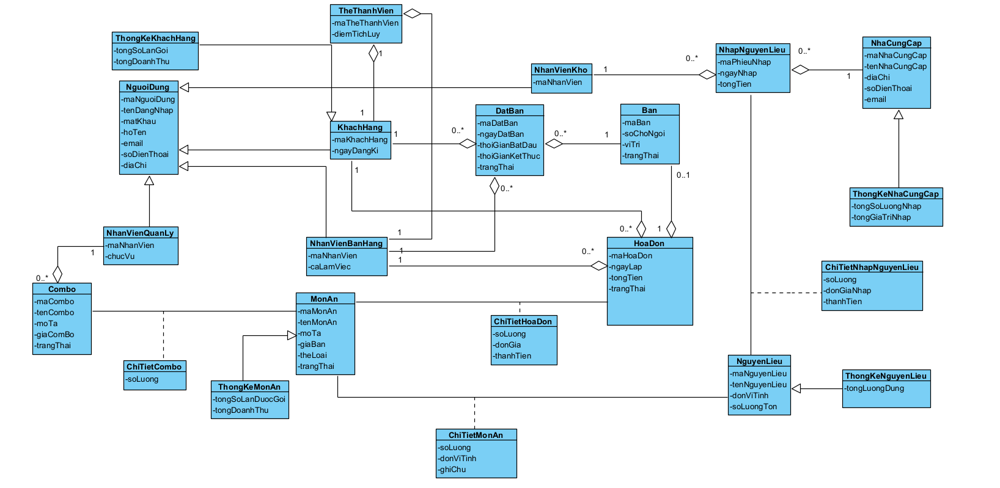 TheThanhVien
-maTheThanhVien
-diemTichLuy
1
1
ThongKeKhachHang
-tongSoLanGoi
-tongDoanhThu
NguoiDung
-maNguoiDung
-tenDangNhap
-matKhau
-hoTen
-email
-soDienThoai
-diaChi
NhanVienKho
-maNhanVien
1
0..*
NhapNguyenLieu
-maPhieuNhap
-ngayNhap
-tongTien
0..*
1
NhaCungCap
-maNhaCungCap
-tenNhaCungCap
-diaChi
-soDienThoai
-email
KhachHang
-maKhachHang
-ngayDangKi
1
0..*
1
DatBan
-maDatBan
-ngayDatBan
-thoiGianBatDau
-thoiGianKetThuc
-trangThai
0..*
1
0..*
Ban
-maBan
-soChoNgoi
-viTri
-trangThai
0..1
ThongKeNhaCungCap
-tongSoLuongNhap
-tongGiaTriNhap
NhanVienQuanLy
-maNhanVien
-chucVu
1
0..*
NhanVienBanHang
-maNhanVien
-caLamViec
1
1
1
0..*
0..*
1
HoaDon
-maHoaDon
-ngayLap
-tongTien
-trangThai
ChiTietNhapNguyenLieu
-soLuong
-donGiaNhap
-thanhTien
Combo
-maCombo
-tenCombo
-moTa
-giaComBo
-trangThai
MonAn
-maMonAn
-tenMonAn
-moTa
-giaBan
-theLoai
-trangThai
ChiTietHoaDon
-soLuong
-donGia
-thanhTien
ChiTietCombo
-soLuong
ThongKeMonAn
-tongSoLanDuocGoi
-tongDoanhThu
NguyenLieu
-maNguyenLieu
-tenNguyenLieu
-donViTinh
-soLuongTon
ThongKeNguyenLieu
-tongLuongDung
ChiTietMonAn
-soLuong
-donViTinh
-ghiChu